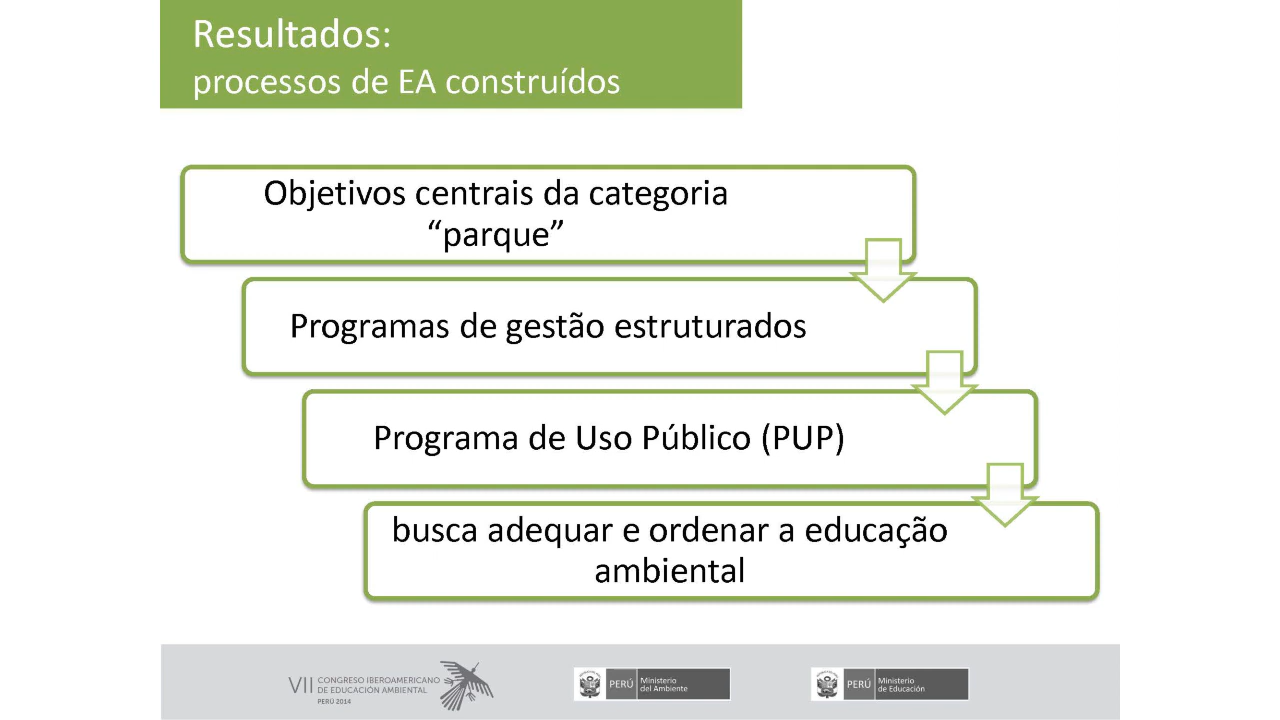 Resultados:
processos de EA construídos
Objetivos centrais da categoria
“parque”
Programas de gestão estruturados
Programa de Uso Público (PUP)
busca adequar e ordenar a educação
ambiental
VII CONGRESO IBEROAMERICANO
DE EDUCACIÓN AMBIENTAL
PERÚ 2014
PERÚ Ministerio
del Ambiente
PERÚ Ministerio
de Educación